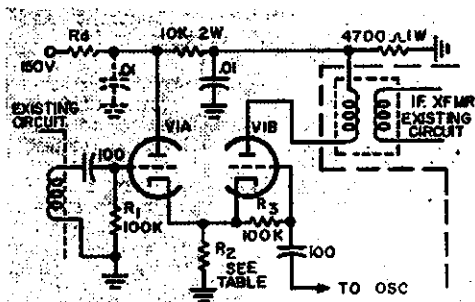 R4
150V
.01
10K 2W
.01
4700 Ω 1W
EXISTING
CIRCUIT
100
V1A
V1B
I.F. XFMR
EXISTING
CIRCUIT
R1
100K
R2
SEE
TABLE
R3
100K
100
TO OSC